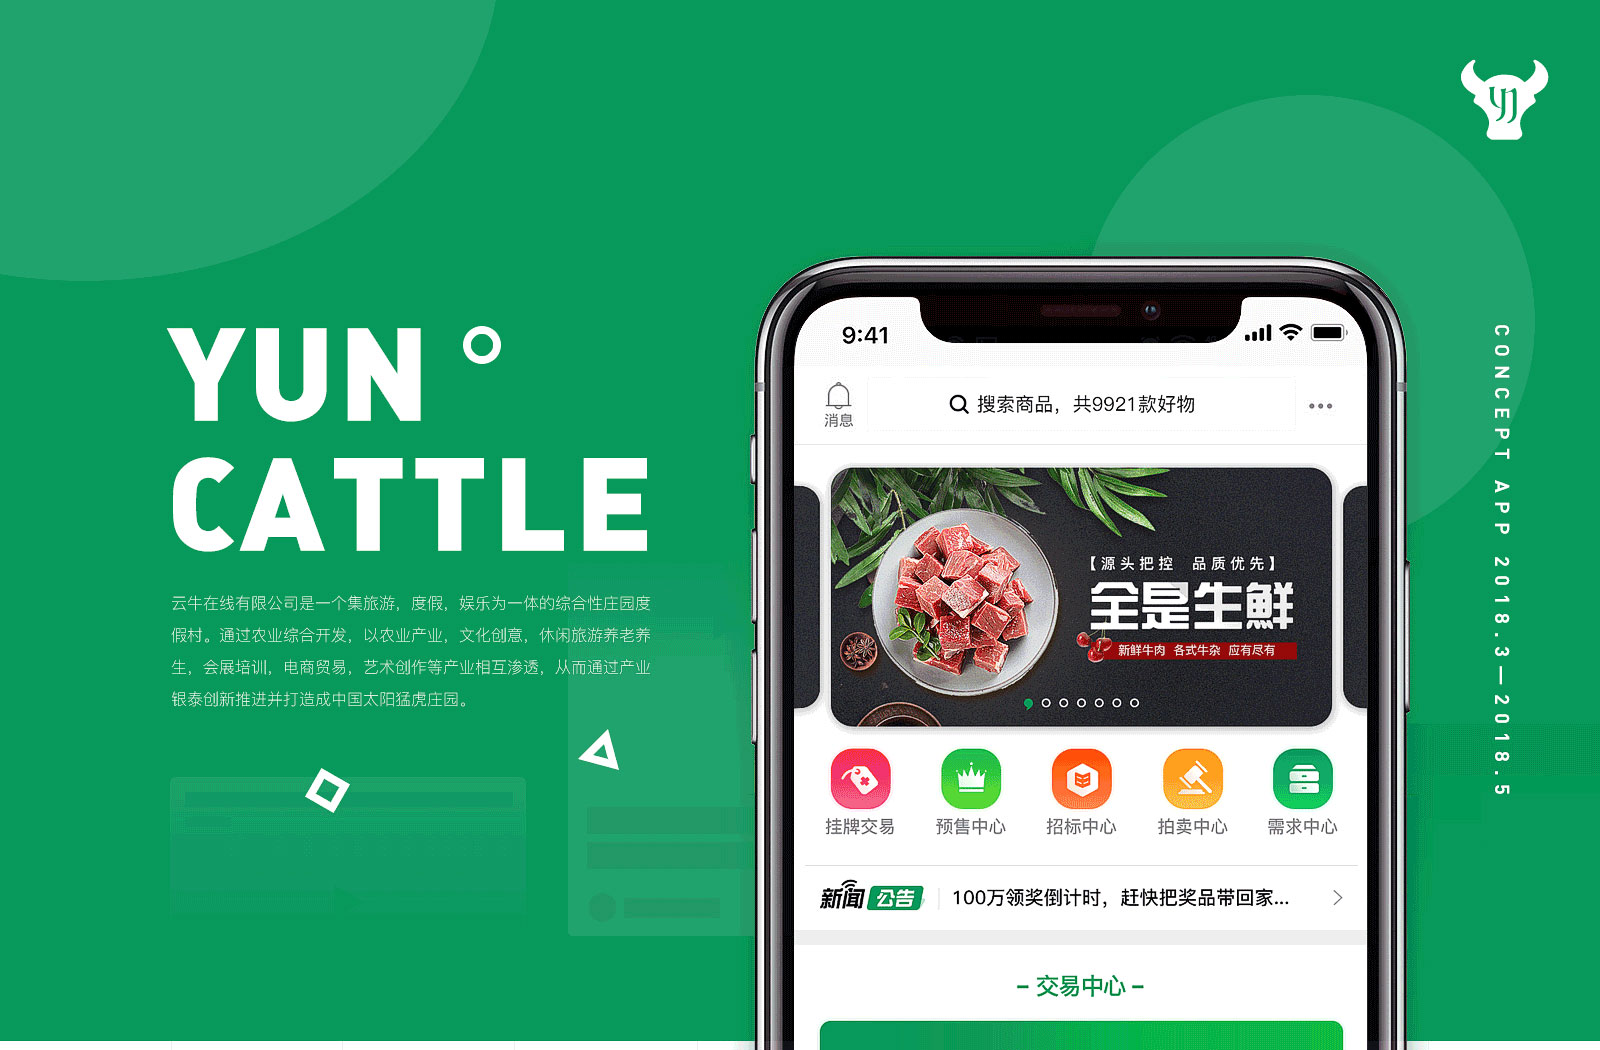 YUN
CATTLE
云牛在线有限公司是一个集旅游，度假，娱乐为一体的综合性庄园度
假村。通过农业综合开发，以农业产业，文化创意，休闲旅游养老养
生，会展培训，电商贸易，艺术创作等产业相互渗透，从而通过产业
银泰创新推进并打造成中国太阳猛虎庄园。
9:41
消息
搜索商品，共9921款好物
【源头把控 品质优先】
全是生鲜
新鲜牛肉 各式牛杂 应有尽有
挂牌交易
预售中心
招标中心
拍卖中心
需求中心
新闻 公告
100万领奖倒计时，赶快把奖品带回家...
– 交易中心 –
CONCEPT APP 2018.3—2018.5